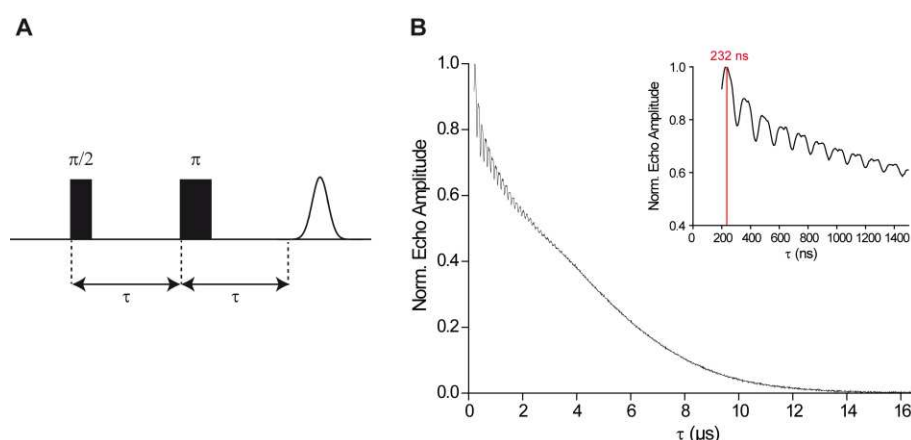 A
π/2
π
τ
τ
B
Norm. Echo Amplitude
1.0
0.8
0.6
0.4
0.2
0.0
0
2
4
6
8
10
12
14
16
τ (µs)
232 ns
Norm. Echo Amplitude
1.0
0.8
0.6
0.4
0
200
400
600
800
1000
1200
1400
τ (ns)